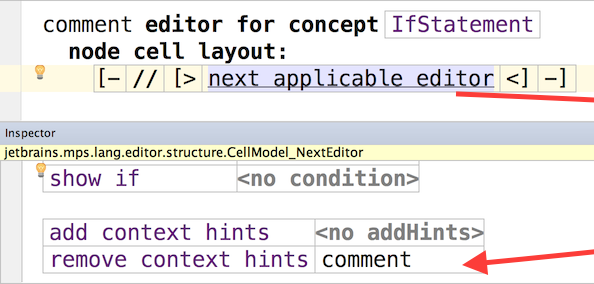 comment editor for concept IfStatement
node cell layout:
[- // [> next applicable editor <] -]
Inspector
jetbrains.mps.lang.editor.structure.CellModel_NextEditor
show if <no condition>
add context hints <no addHints>
remove context hints comment